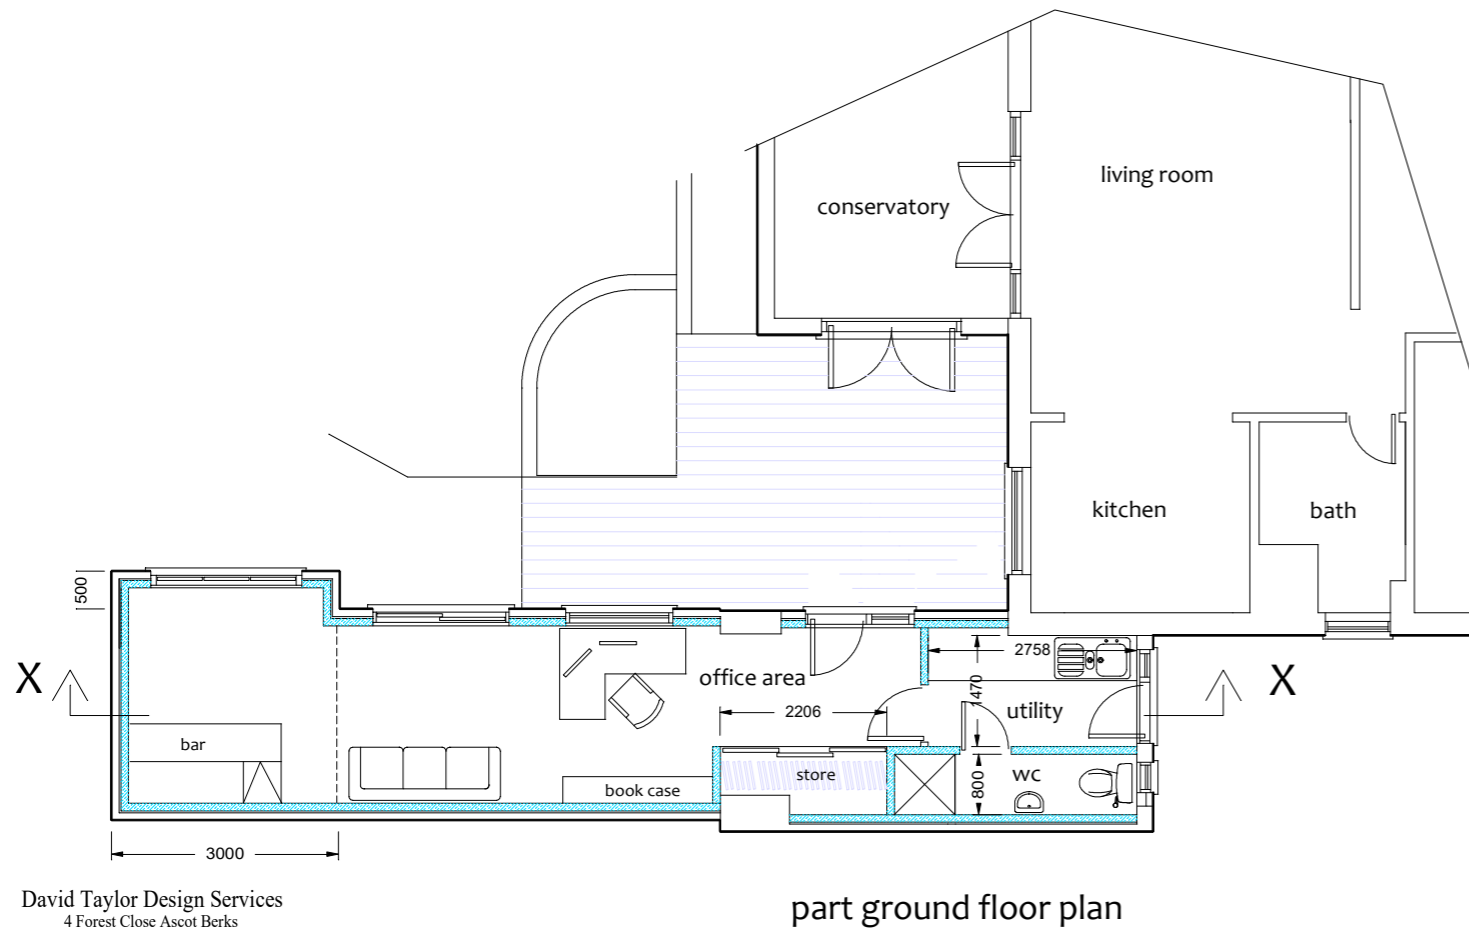 living room
conservatory
kitchen
bath
500
X
office area
2758
1470
X
2206
utility
bar
store
wc
800
book case
3000
David Taylor Design Services
4 Forest Close Ascot Berks
part ground floor plan